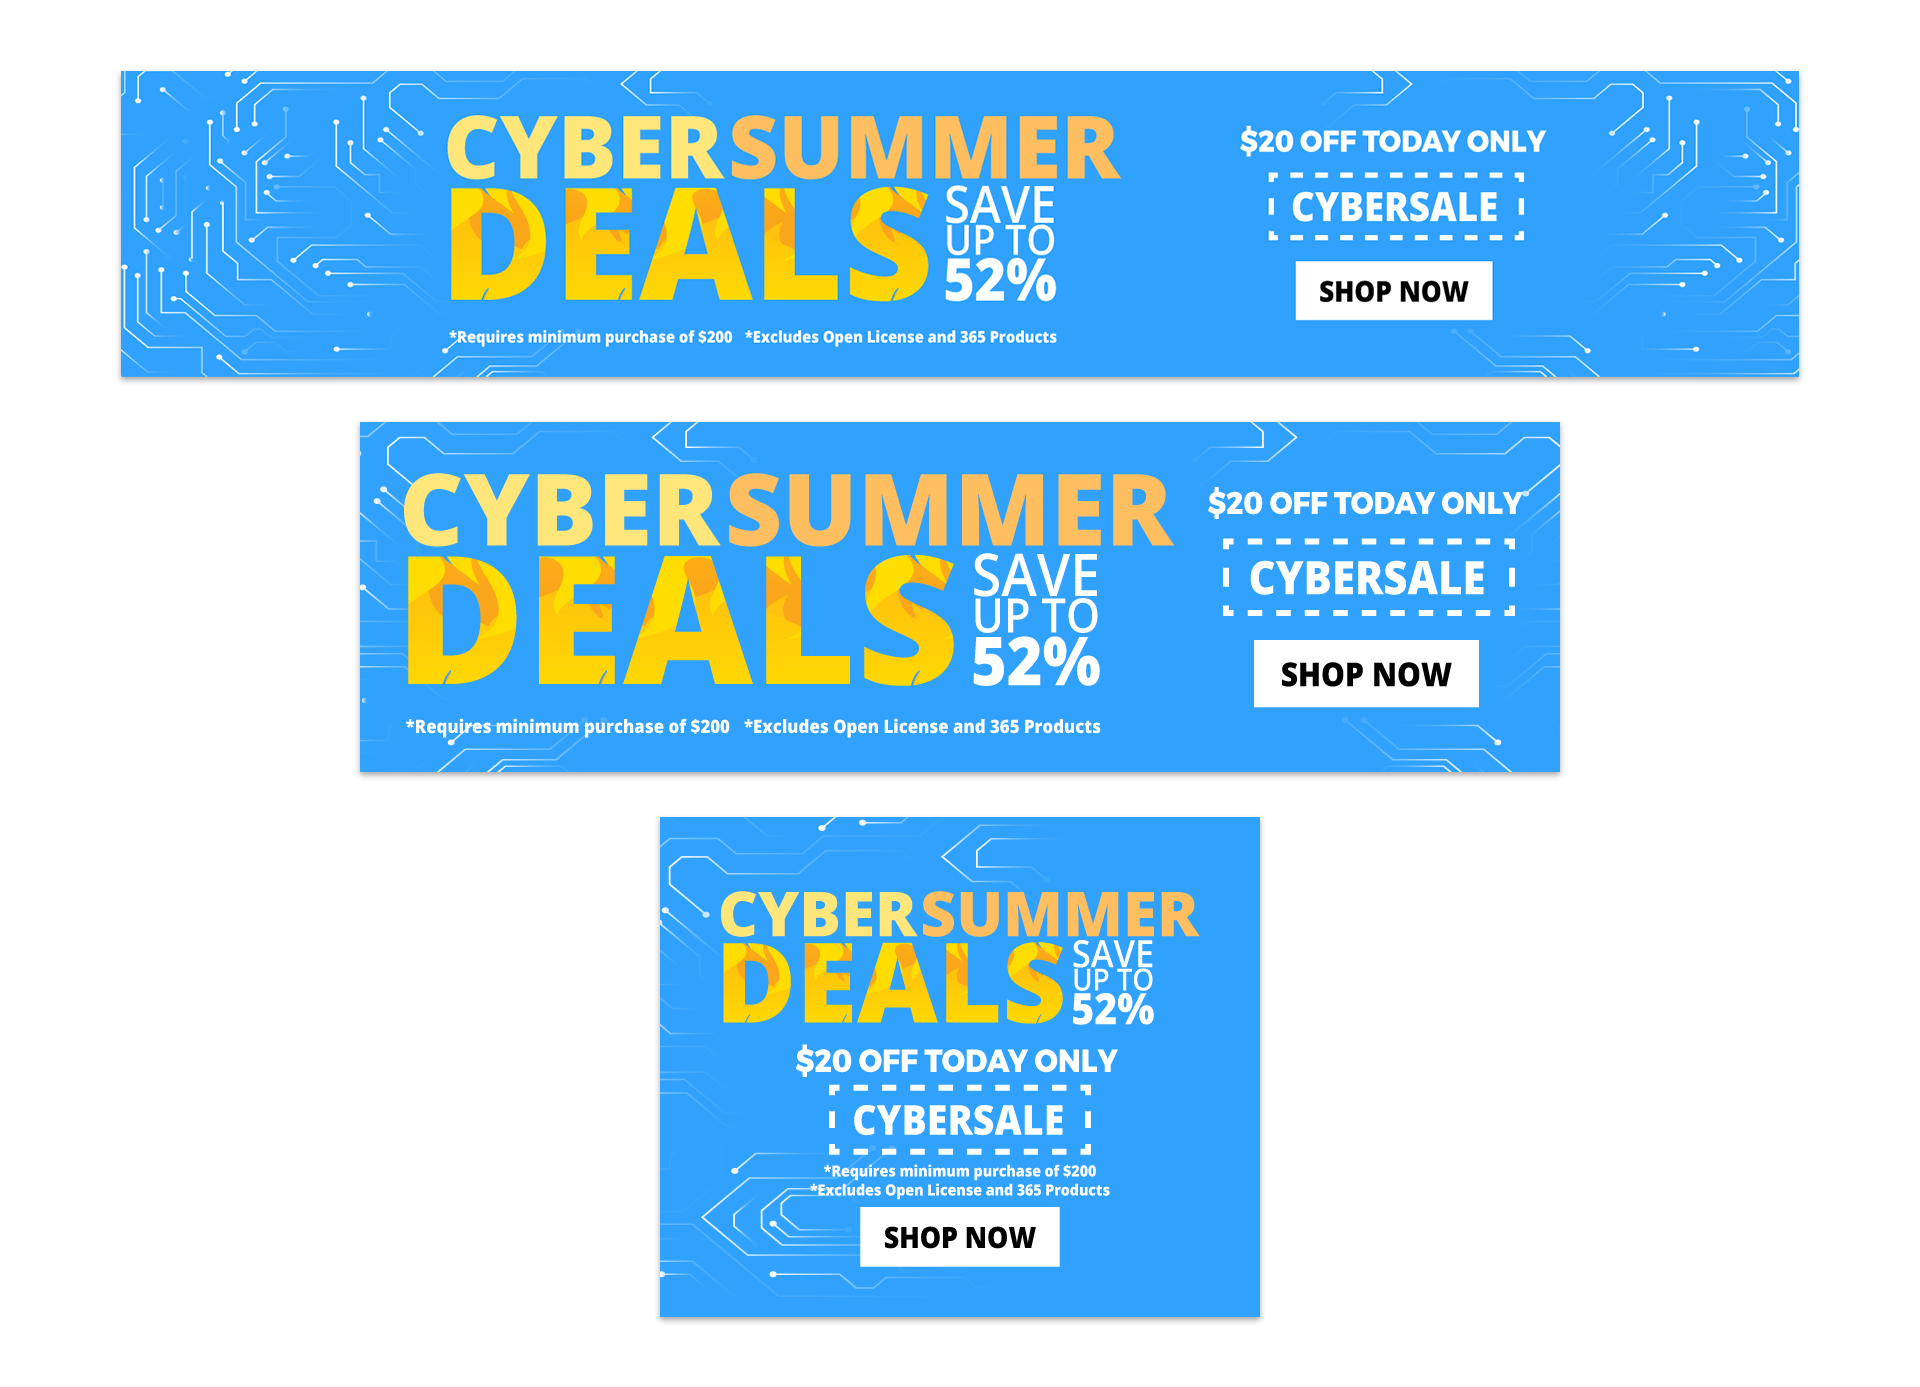 CYBERSUMMER
DEALS
SAVE
UP TO
52%
*Requires minimum purchase of $200 *Excludes Open License and 365 Products
$20 OFF TODAY ONLY
CYBERSALE
SHOP NOW
CYBERSUMMER
DEALS
SAVE
UP TO
52%
*Requires minimum purchase of $200 *Excludes Open License and 365 Products
$20 OFF TODAY ONLY
CYBERSALE
SHOP NOW
CYBERSUMMER
DEALS
SAVE
UP TO
52%
$20 OFF TODAY ONLY
CYBERSALE
*Requires minimum purchase of $200
*Excludes Open License and 365 Products
SHOP NOW